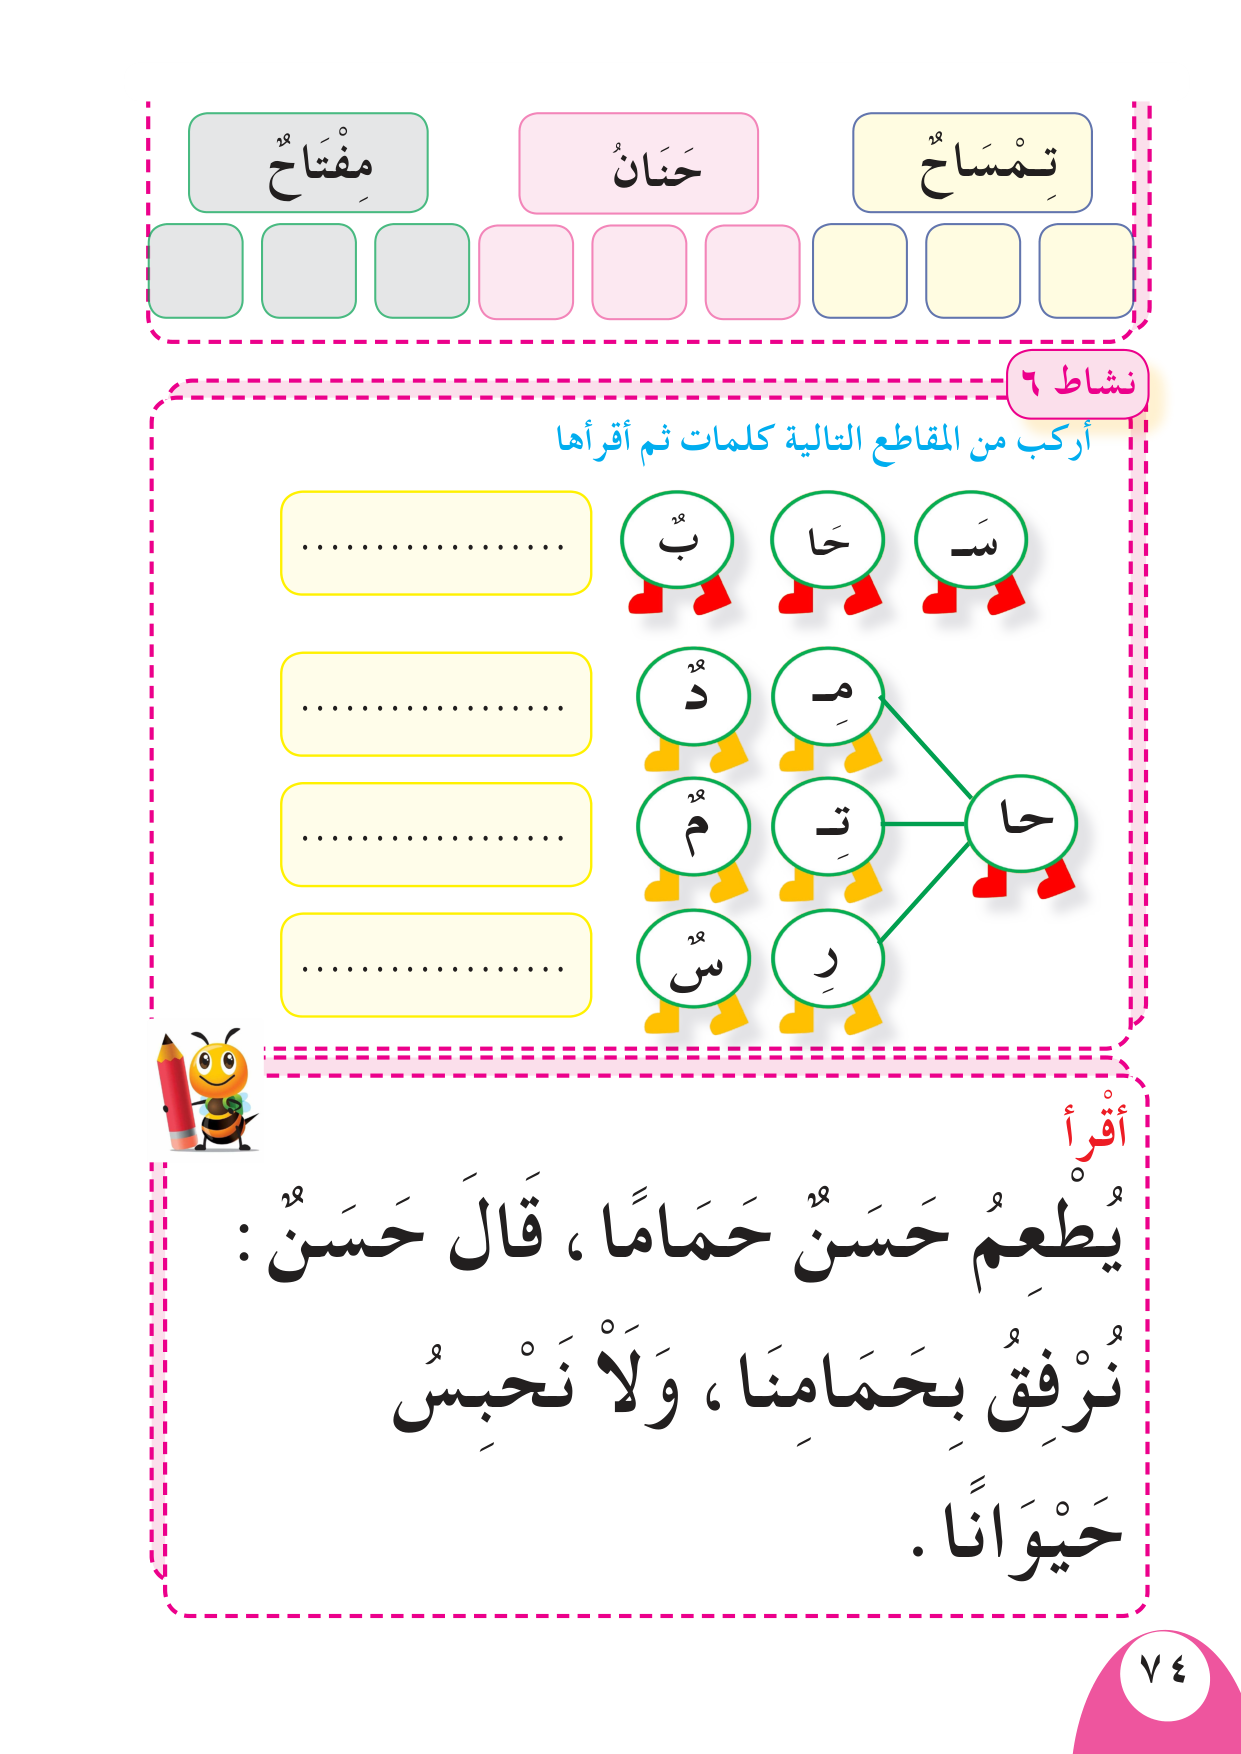 تِـمْسَاحٌ حَنَانُ مِفْتَاحٌ
نشاط ٦
أركب من المقاطع التالية كلمات ثم أقرأها
سَـ حَا بٌ ..................
مِـ دٌ ..................
حا تِـ مٌ ..................
رِ سٌ ..................
أقْرأ
يُطْعِمُ حَسَنٌ حَمَامًا، قَالَ حَسَنٌ :
نُرْفِقُ بِحَمَامِنَا، وَلَاْ نَحْبِسُ
حَيْوَانًا .
٧٤